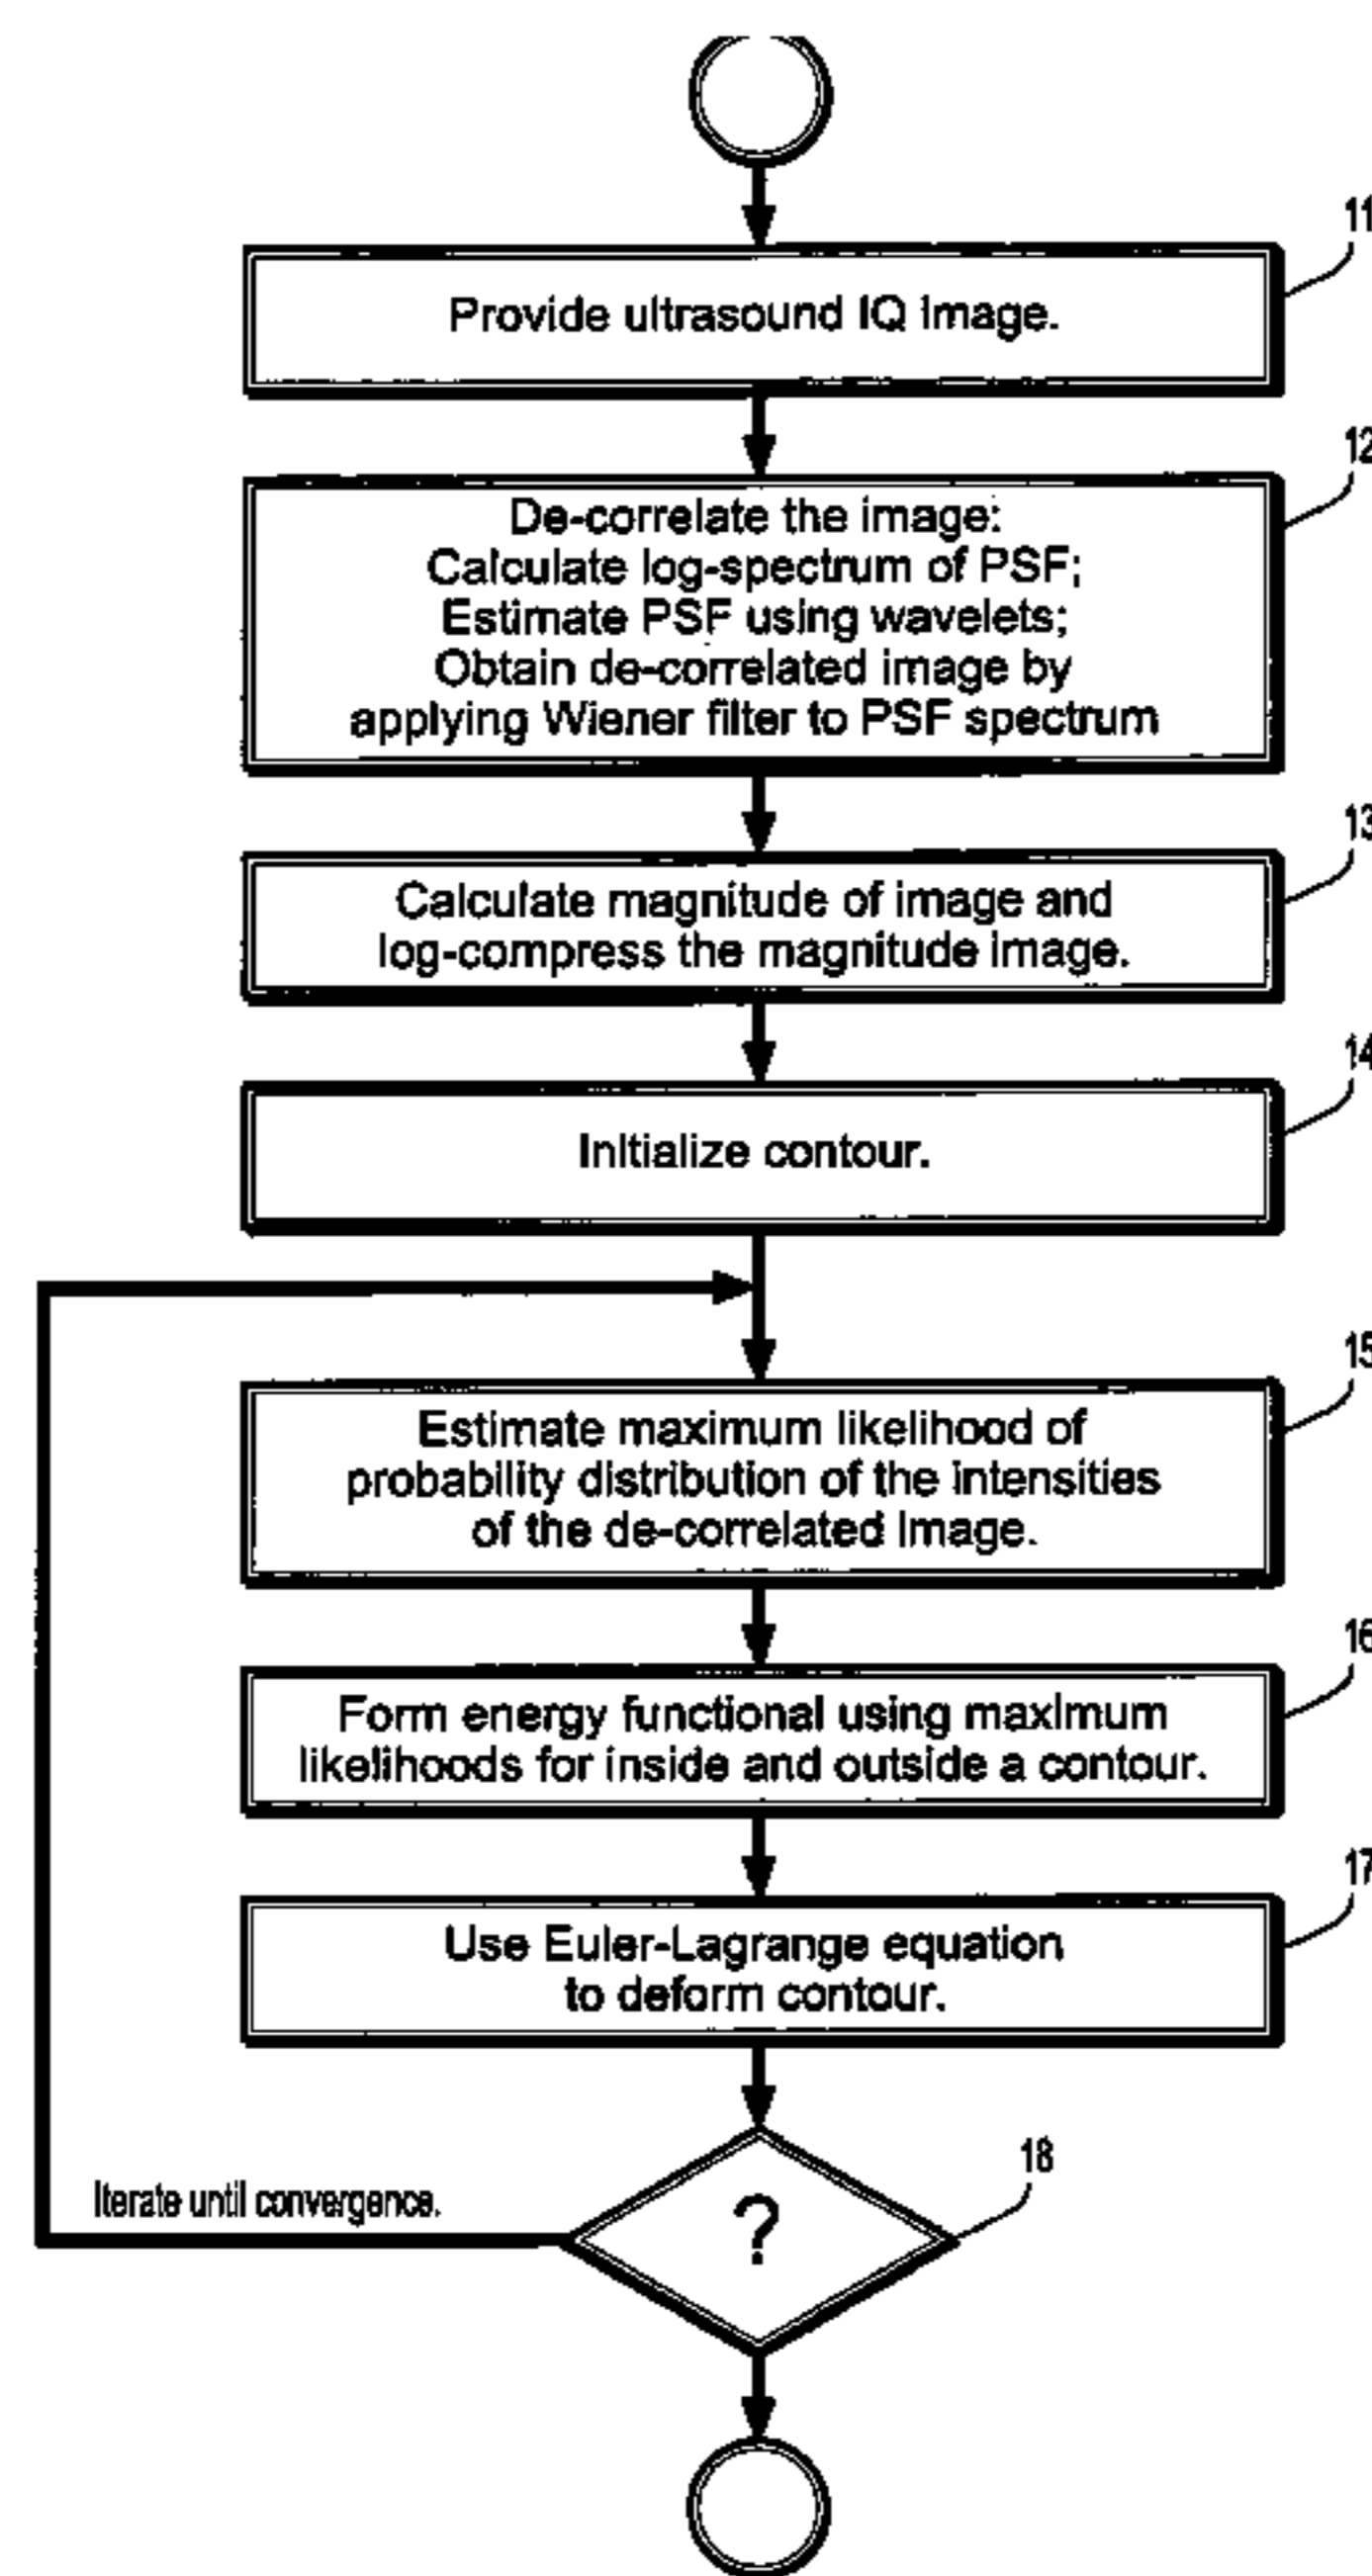 11
Provide ultrasound IQ image.
12
De-correlate the image:
Calculate log-spectrum of PSF;
Estimate PSF using wavelets;
Obtain de-correlated image by
applying Wiener filter to PSF spectrum
13
Calculate magnitude of image and
log-compress the magnitude image.
14
Initialize contour.
15
Estimate maximum likelihood of
probability distribution of the intensities
of the de-correlated image.
16
Form energy functional using maximum
likelihoods for inside and outside a contour.
17
Use Euler-Lagrange equation
to deform contour.
18
Iterate until convergence.
?